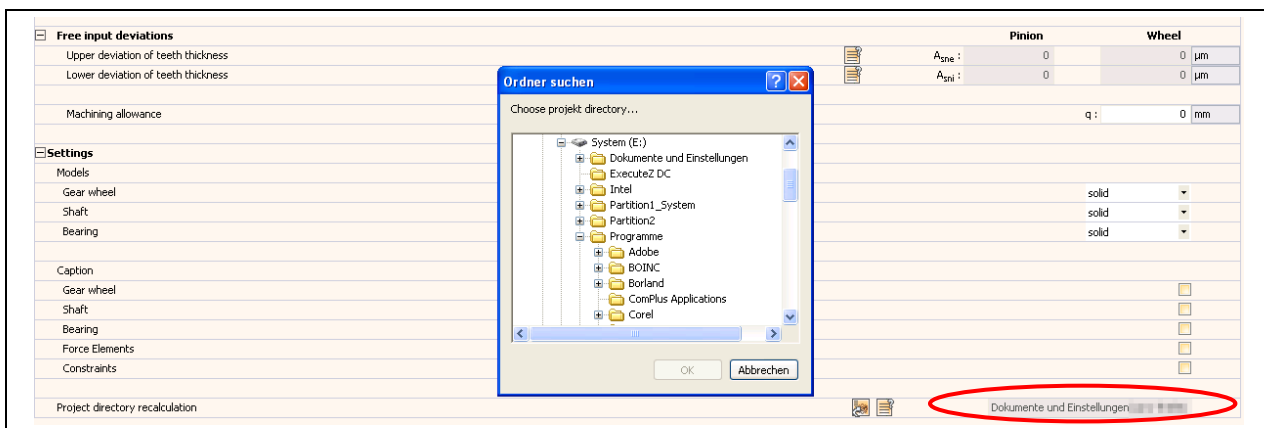 Free input deviations Pinion Wheel
Upper deviation of teeth thickness Asne : 0 0 µm
Lower deviation of teeth thickness Asni : 0 0 µm
Ordner suchen
Choose projekt directory...
System (E:)
Dokumente und Einstellungen
ExecuteZ DC
Intel
Partition1_System
Partition2
Programme
Adobe
BOINC
Borland
ComPlus Applications
Corel
OK Abbrechen
Machining allowance q : 0 mm
Settings
Models
Gear wheel solid
Shaft solid
Bearing solid
Caption
Gear wheel
Shaft
Bearing
Force Elements
Constraints
Project directory recalculation Dokumente und Einstellungen